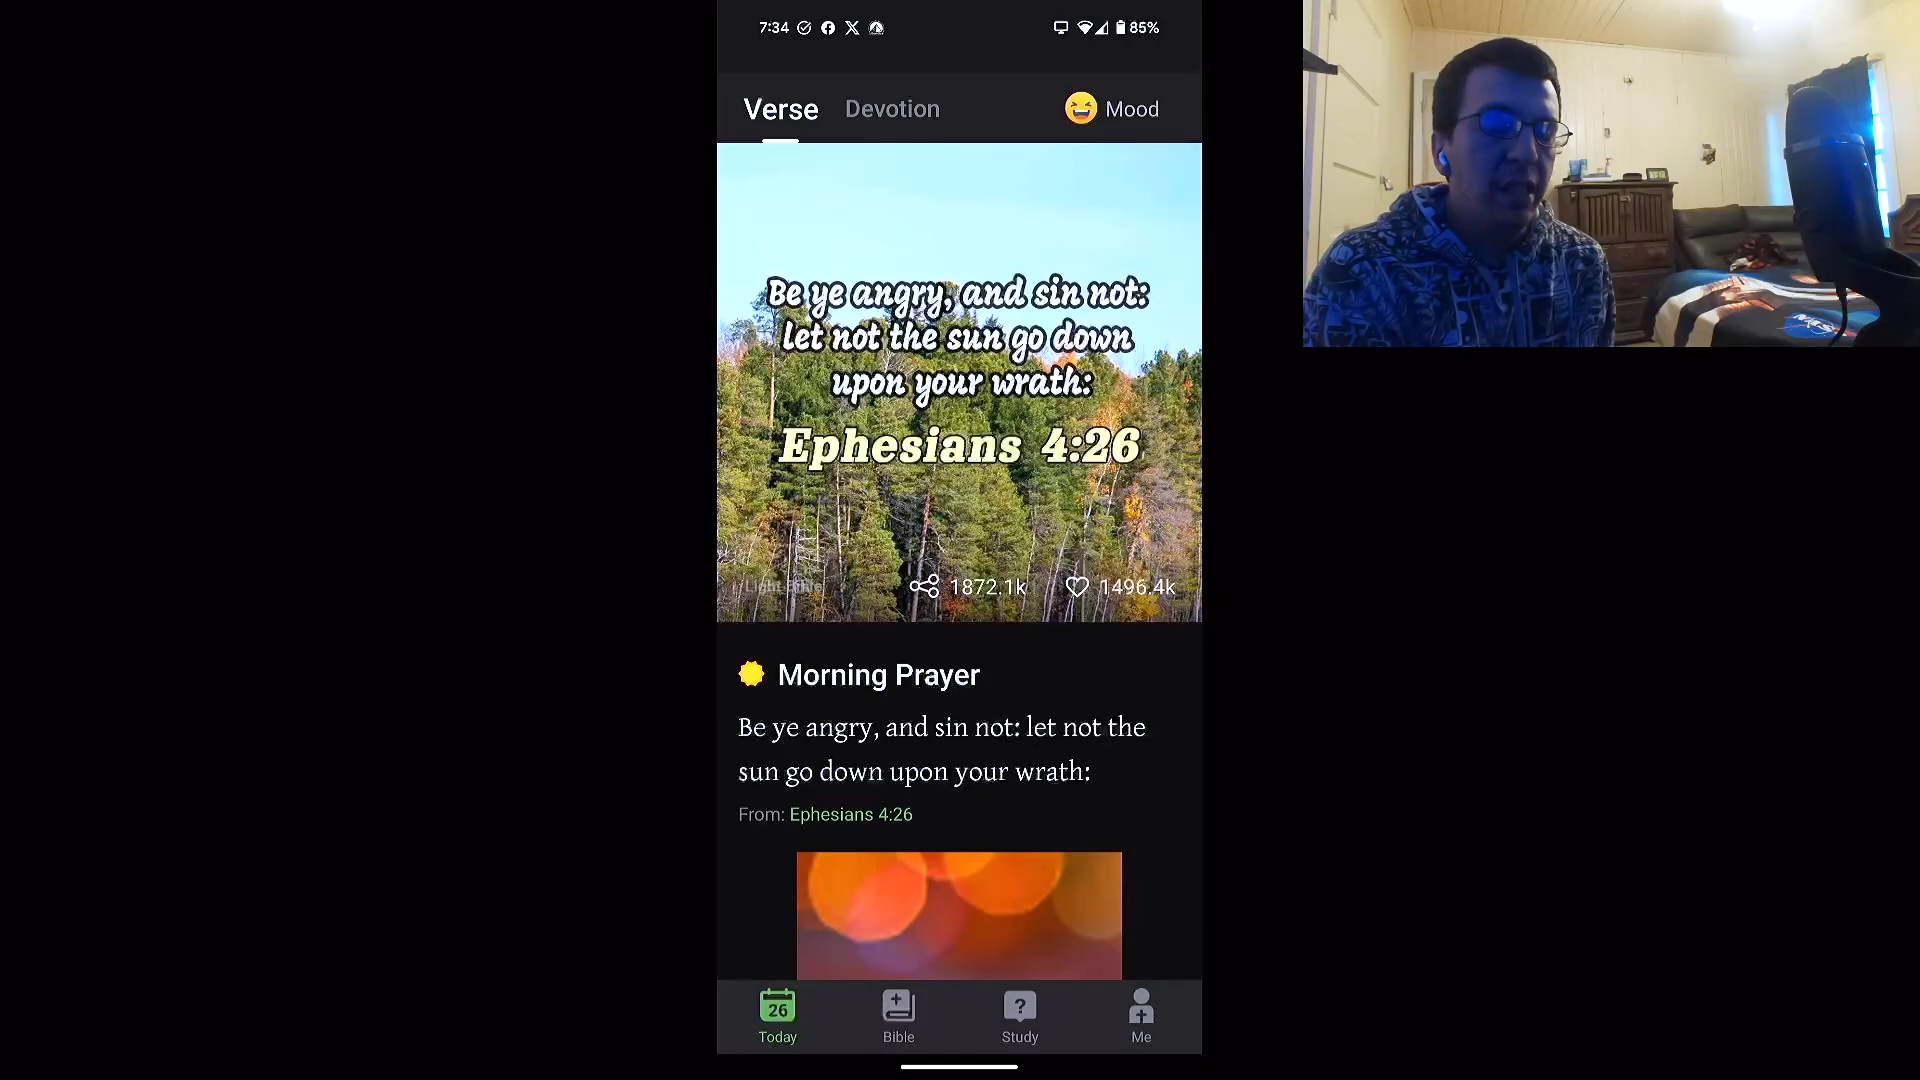 7:34
85%
Verse
Devotion
Mood
Be ye angry, and sin not:
let not the sun go down
upon your wrath:
Ephesians 4:26
Light Bible
1872.1k
1496.4k
Morning Prayer
Be ye angry, and sin not: let not the
sun go down upon your wrath:
From: Ephesians 4:26
26
Today
Bible
Study
Me